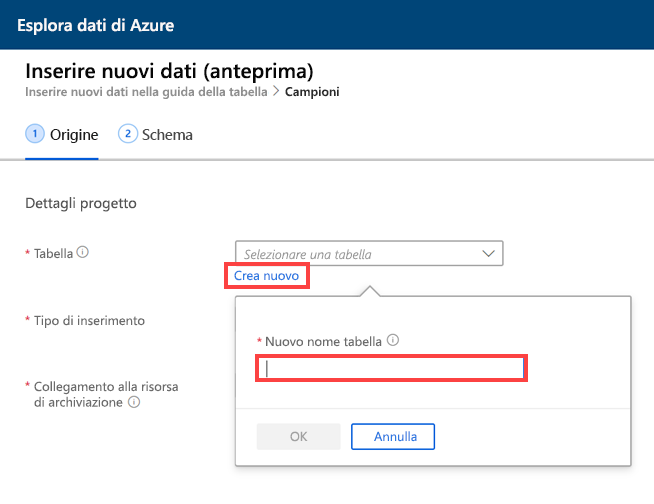 Esplora dati di Azure
Inserire nuovi dati (anteprima)
Inserire nuovi dati nella guida della tabella > Campioni
1 Origine 2 Schema
Dettagli progetto
* Tabella
Selezionare una tabella
Crea nuovo
* Tipo di inserimento
* Nuovo nome tabella
* Collegamento alla risorsa
di archiviazione
OK Annulla